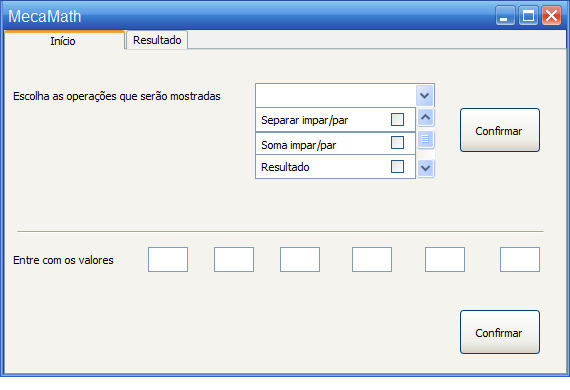 MecaMath
Início
Resultado
Escolha as operações que serão mostradas
Separar impar/par
Soma impar/par
Resultado
Confirmar
Entre com os valores
Confirmar